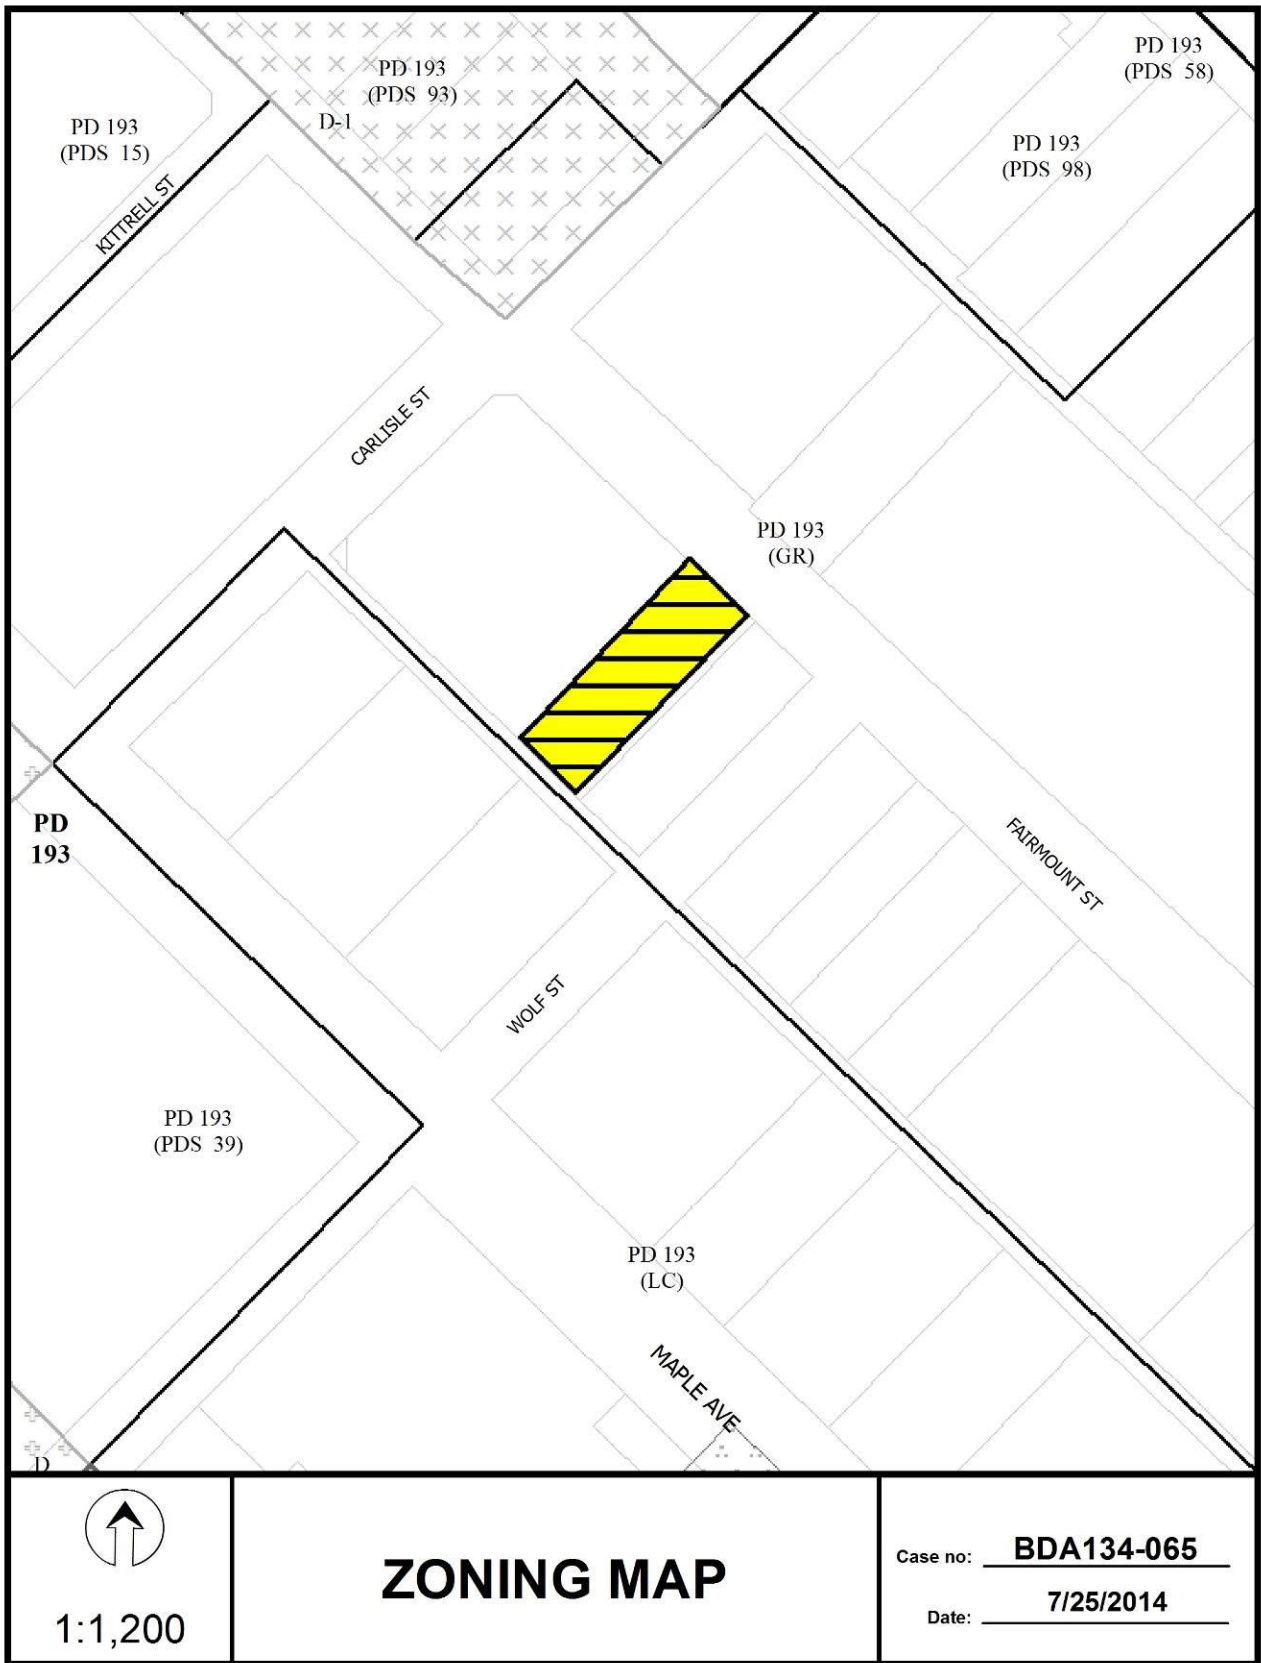 PD 193
(PDS 58)
PD 193
(PDS 93)
D-1
PD 193
(PDS 15)
PD 193
(PDS 98)
KITTRELL ST
CARLISLE ST
PD 193
(GR)
PD
193
FAIRMOUNT ST
WOLF ST
PD 193
(PDS 39)
PD 193
(LC)
MAPLE AVE
D
1:1,200
ZONING MAP
Case no: BDA134-065
Date: 7/25/2014